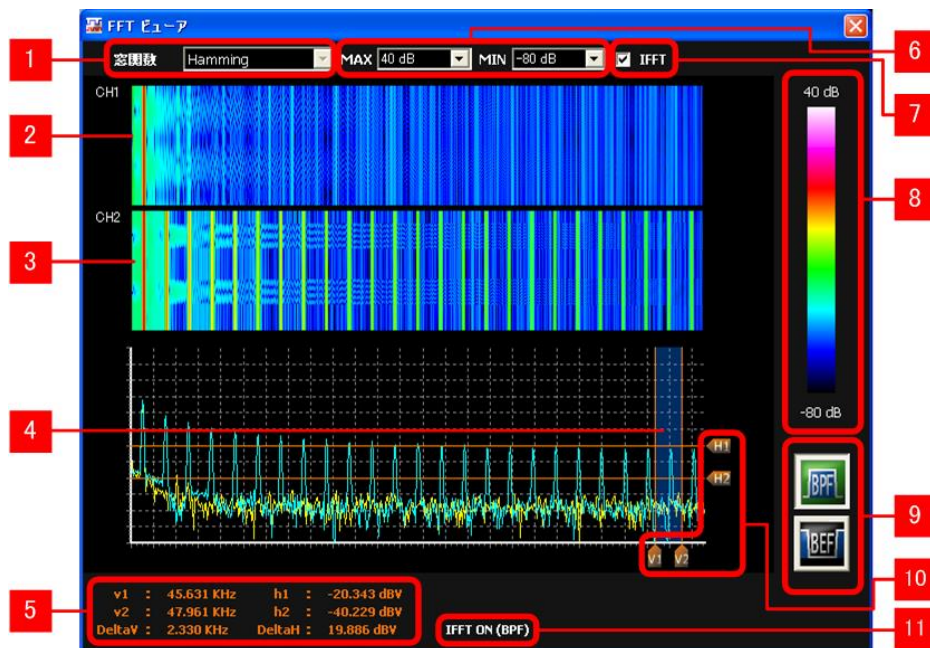 FFT ビューア
1
窓関数 Hamming MAX 40 dB MIN -80 dB IFFT
6
7
CH1
2
CH2
3
40 dB
8
-80 dB
4
H1
H2
V1 V2
BPF
BEF
9
10
5
v1 : 45.631 KHz h1 : -20.343 dBV
v2 : 47.961 KHz h2 : -40.229 dBV
DeltaV : 2.330 KHz DeltaH : 19.886 dBV
IFFT ON (BPF)
11